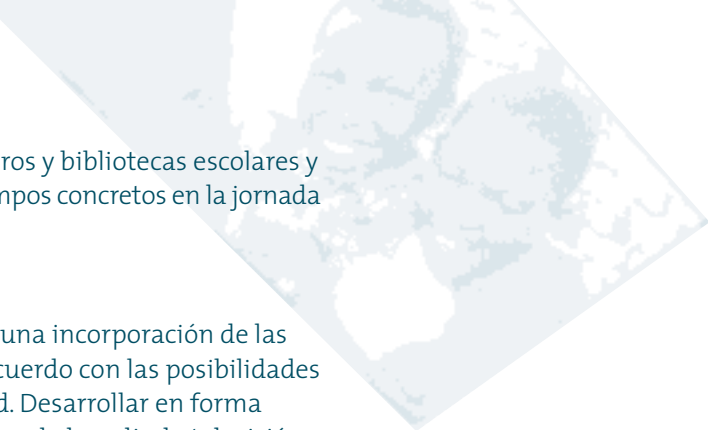 ros y bibliotecas escolares y
mpos concretos en la jornada
una incorporación de las
cuerdo con las posibilidades
d. Desarrollar en forma